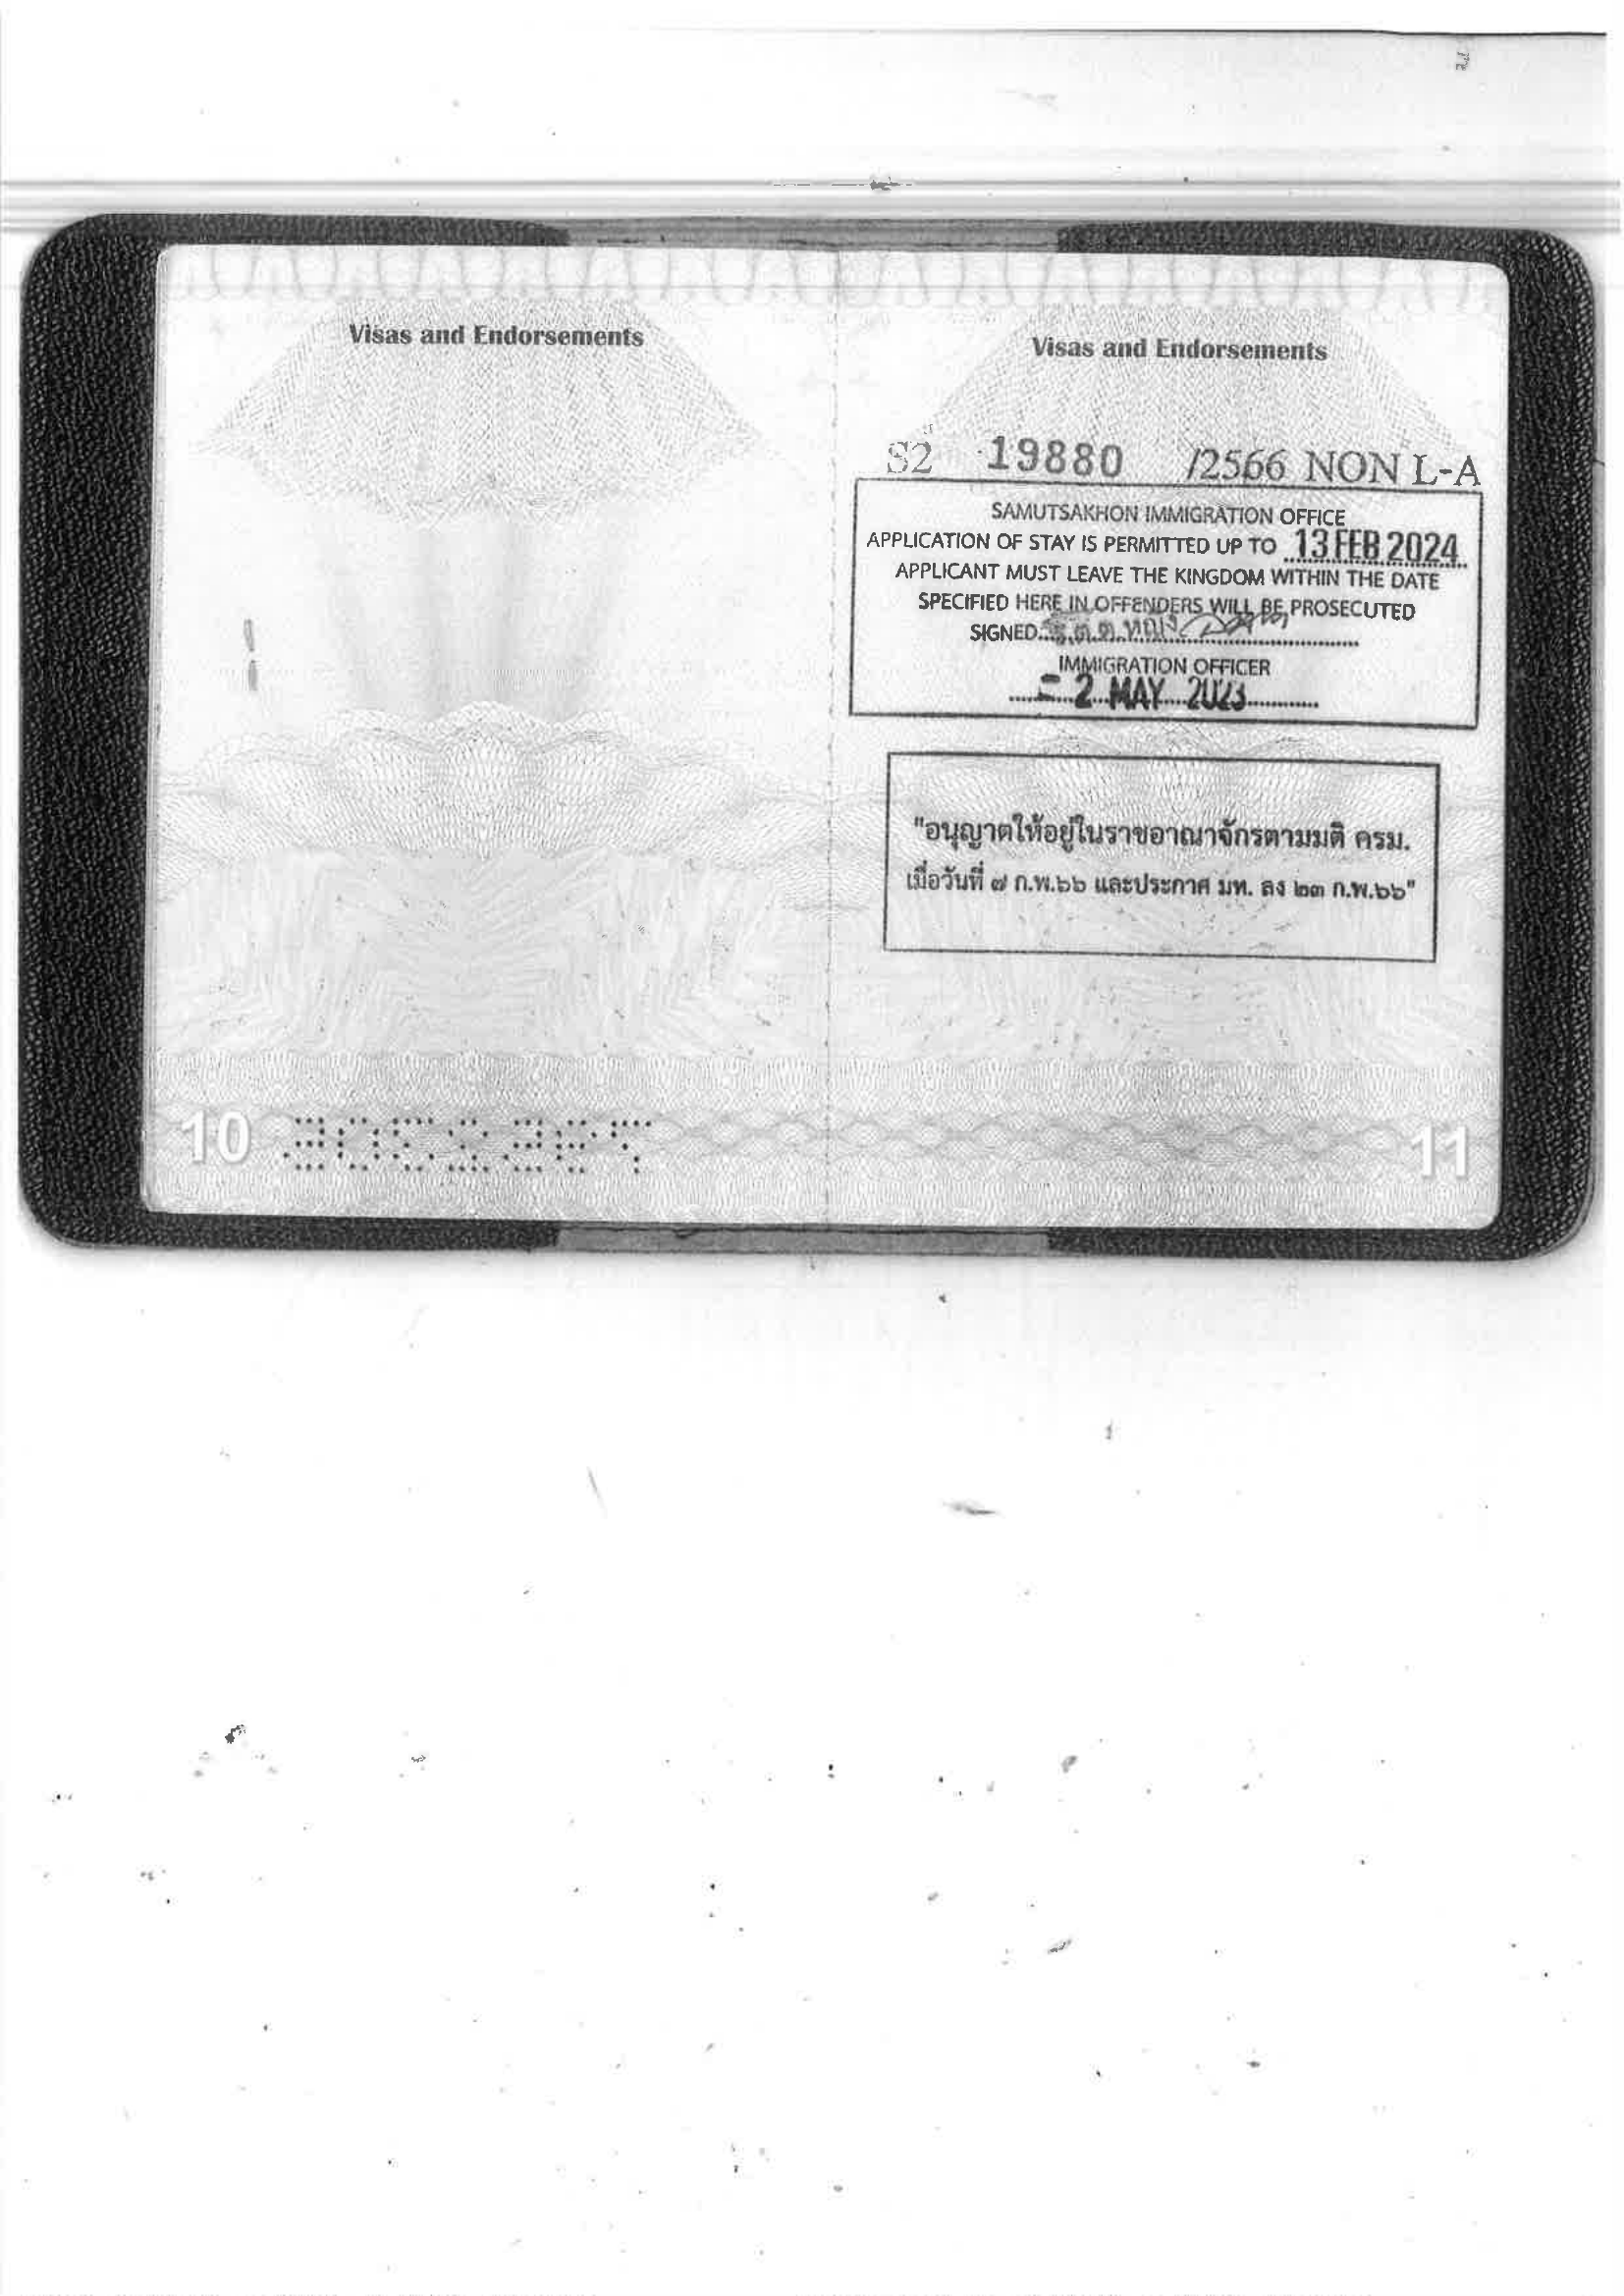 Visas and Endorsements
10
Visas and Endorsements
S2 19880 /2566 NON L-A
SAMUTSAKHON IMMIGRATION OFFICE
APPLICATION OF STAY IS PERMITTED UP TO 13 FEB 2024
APPLICANT MUST LEAVE THE KINGDOM WITHIN THE DATE
SPECIFIED HERE IN OFFENDERS WILL BE PROSECUTED
SIGNED
IMMIGRATION OFFICER
- 2 MAY 2023
"อนุญาตให้อยู่ในราชอาณาจักรตามมติ ครม.
เมื่อวันที่ ๗ ก.พ.๖๖ และประกาศ มท. ลง ๒๓ ก.พ.๖๖"
11